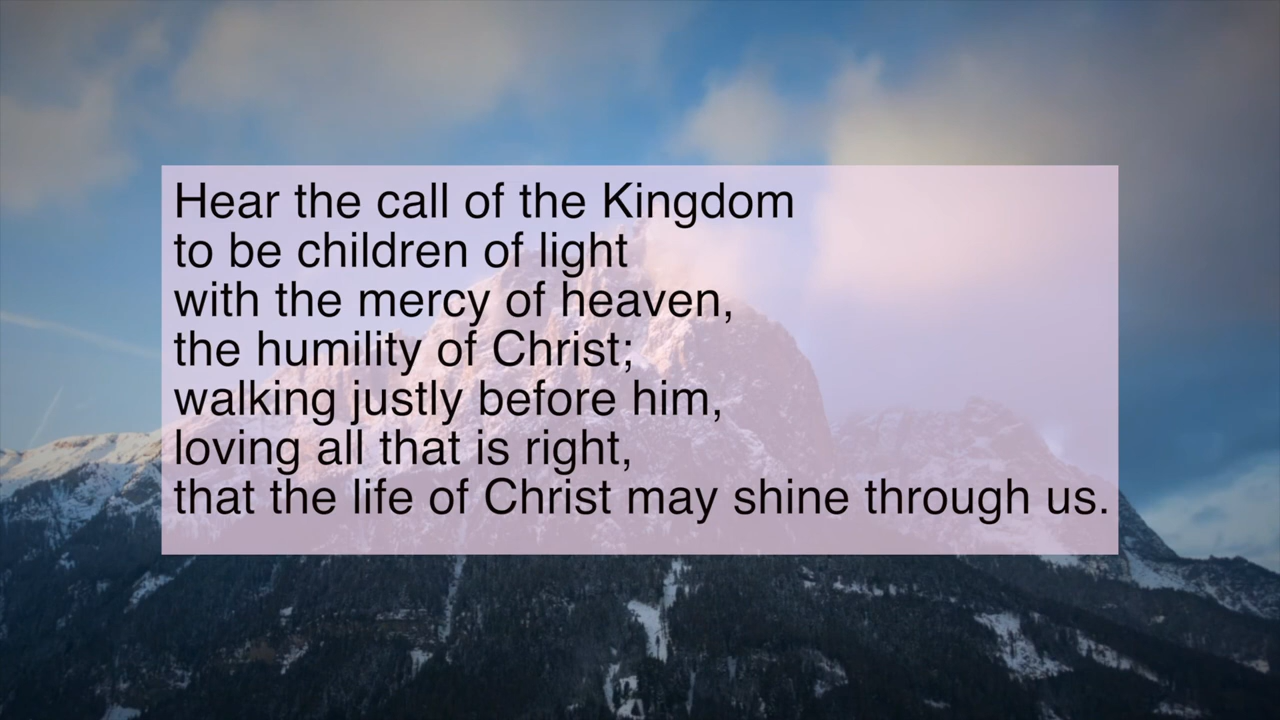 Hear the call of the Kingdom
to be children of light
with the mercy of heaven,
the humility of Christ;
walking justly before him,
loving all that is right,
that the life of Christ may shine through us.